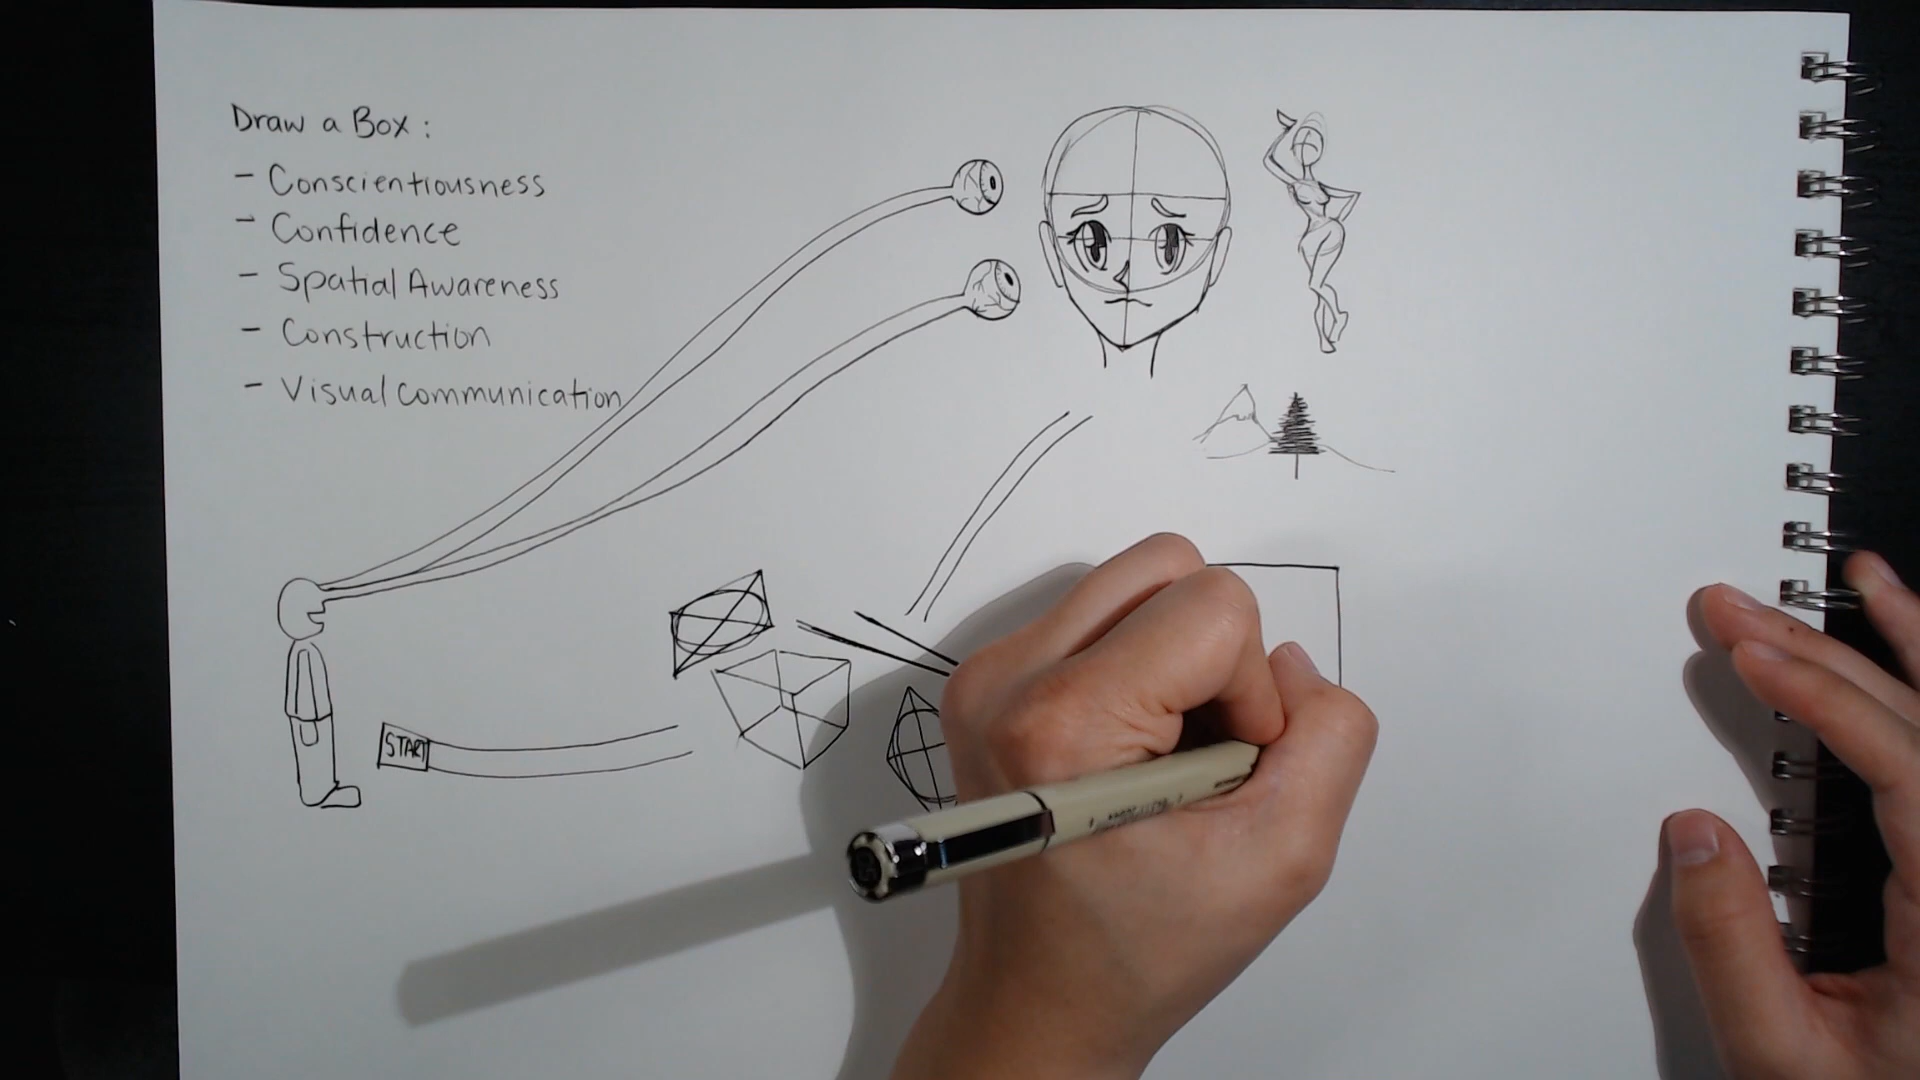 Draw a Box:
- Conscientiousness
- Confidence
- Spatial Awareness
- Construction
- Visual Communication
START